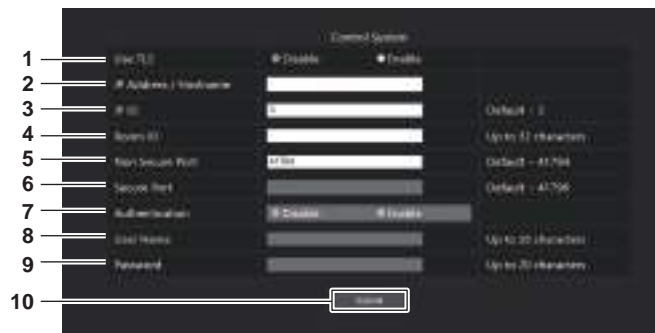 Control System
1 Use TLS Disable Enable
2 IP Address / Hostname
3 IP ID Default : 3
4 Room ID Up to 32 characters
5 Non Secure Port 41794 Default : 41794
6 Secure Port Default : 41796
7 Authentication Disable Enable
8 User Name Up to 20 characters
9 Password Up to 20 characters
10 Submit